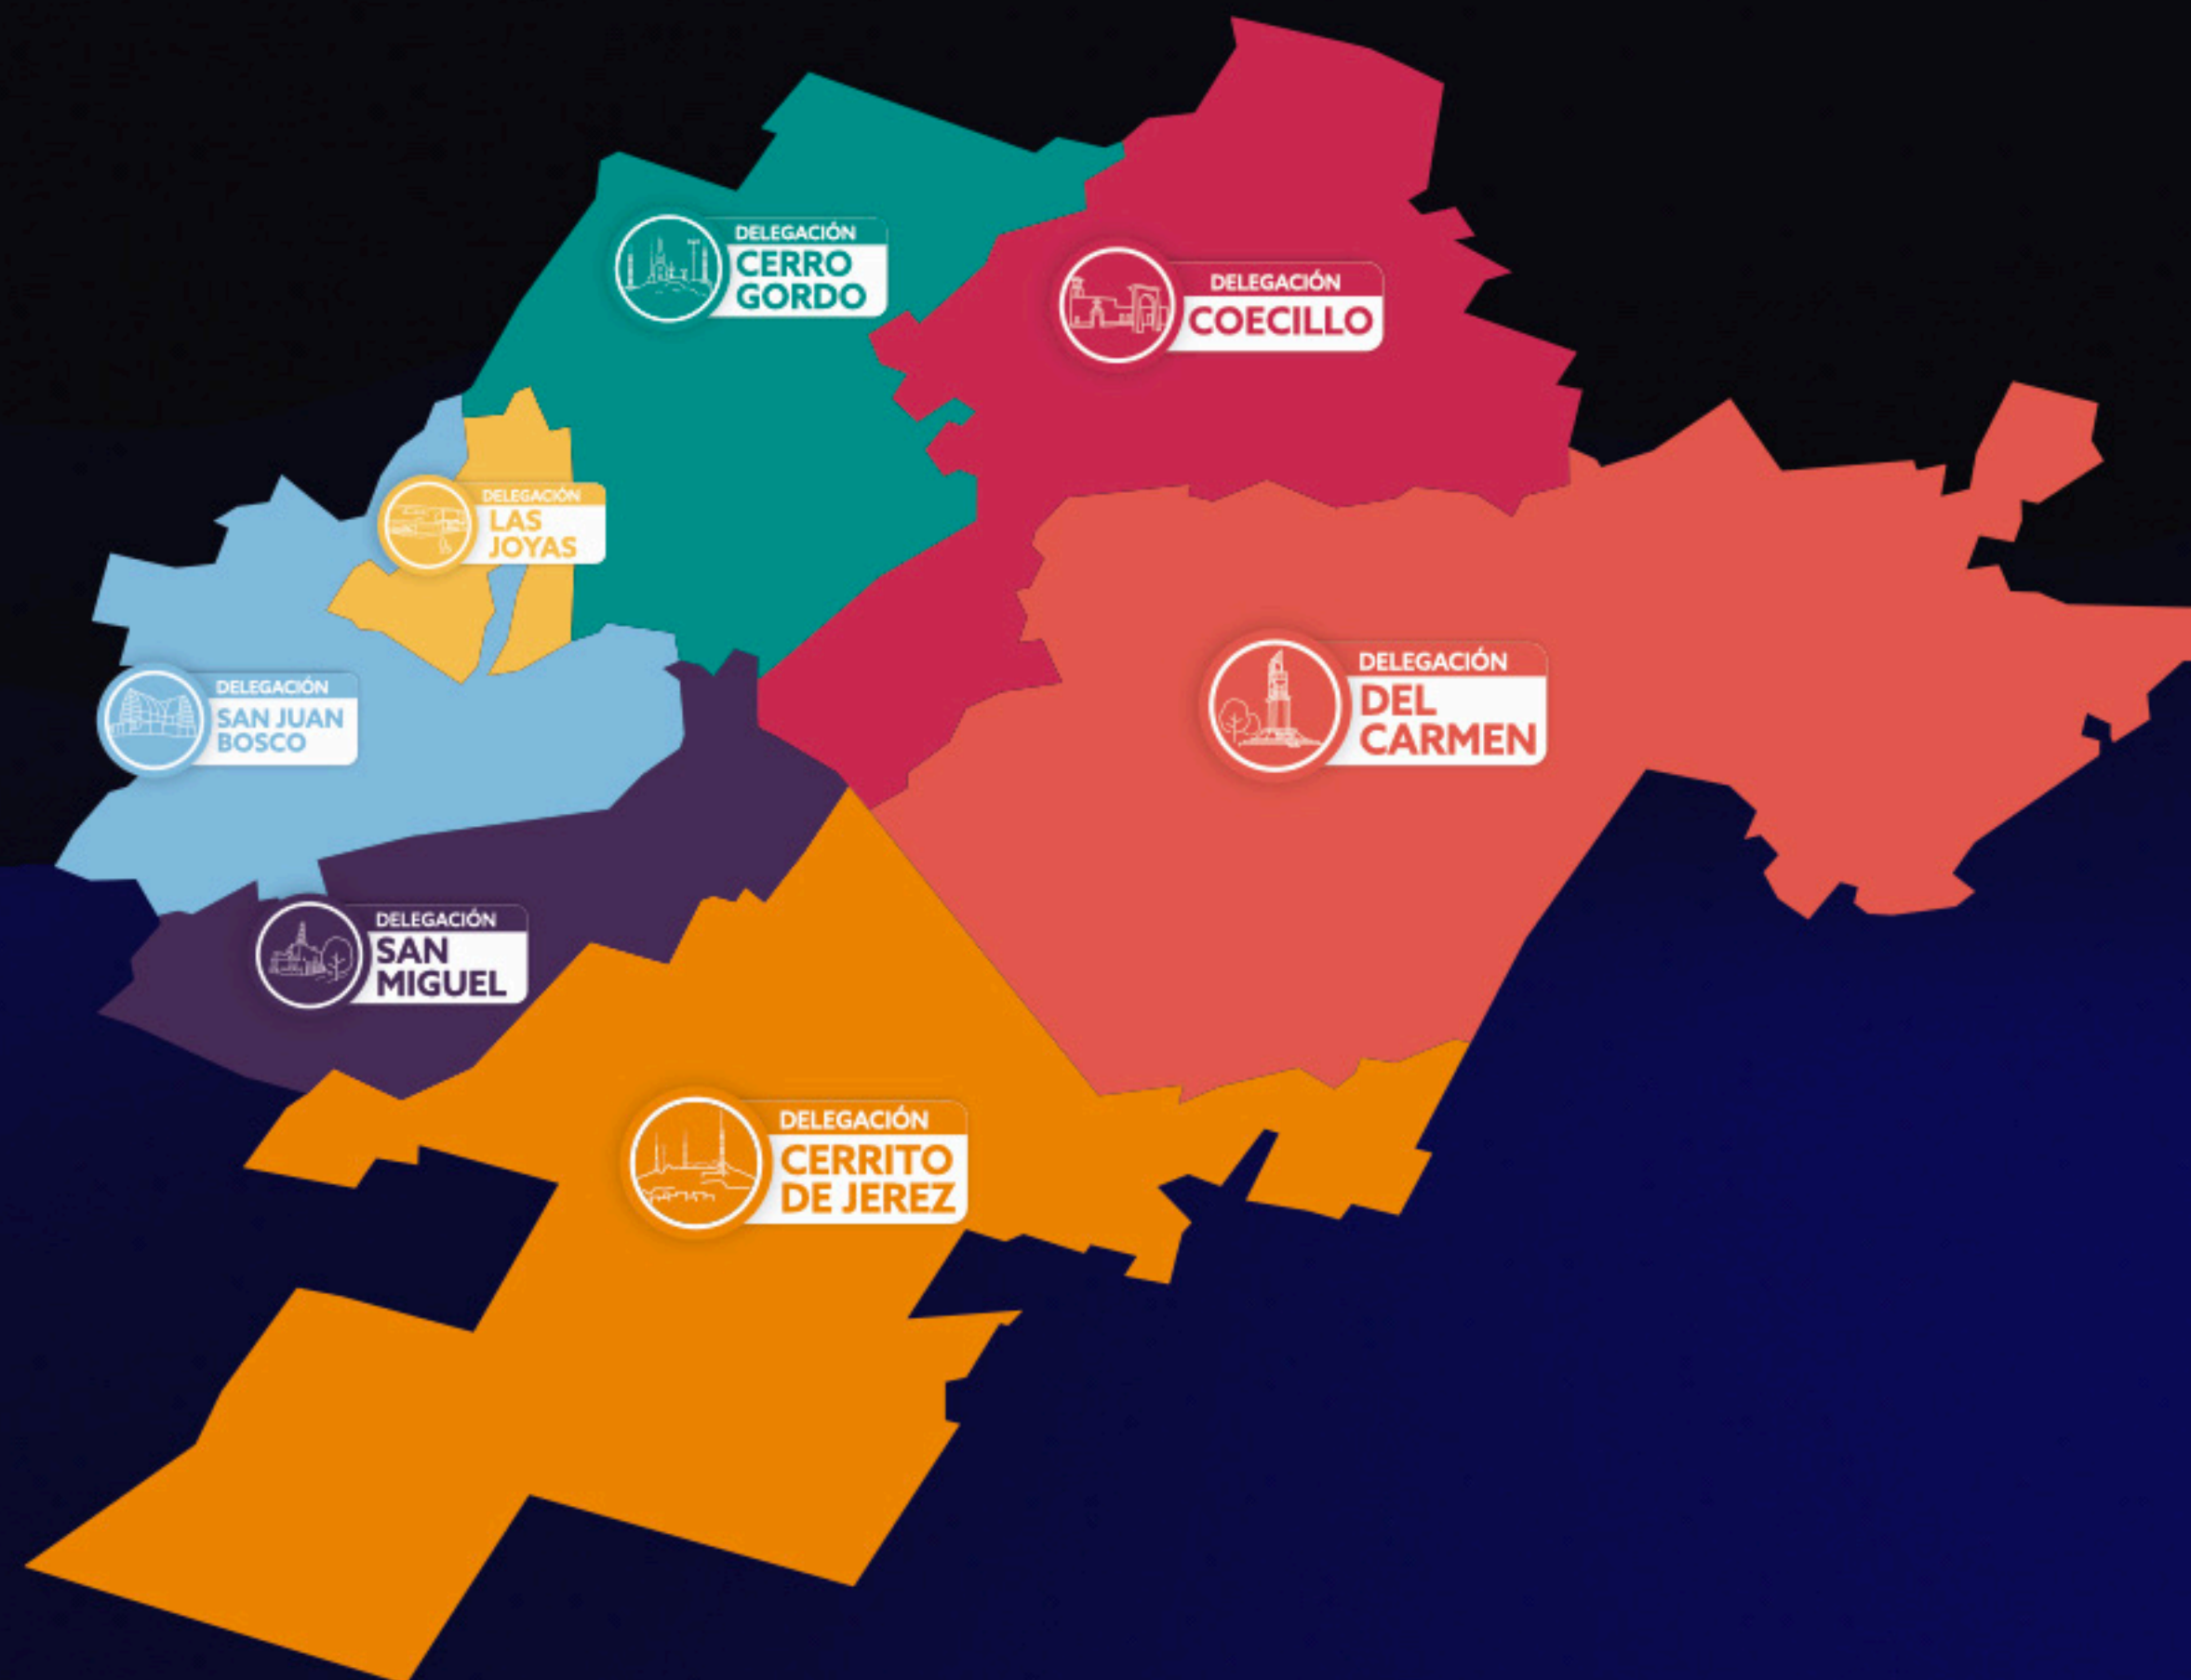 DELEGACIÓN
CERRO
GORDO
DELEGACIÓN
COECILLO
DELEGACIÓN
LAS
JOYAS
DELEGACIÓN
SAN JUAN
BOSCO
DELEGACIÓN
DEL
CARMEN
DELEGACIÓN
SAN
MIGUEL
DELEGACIÓN
CERRITO
DE JEREZ